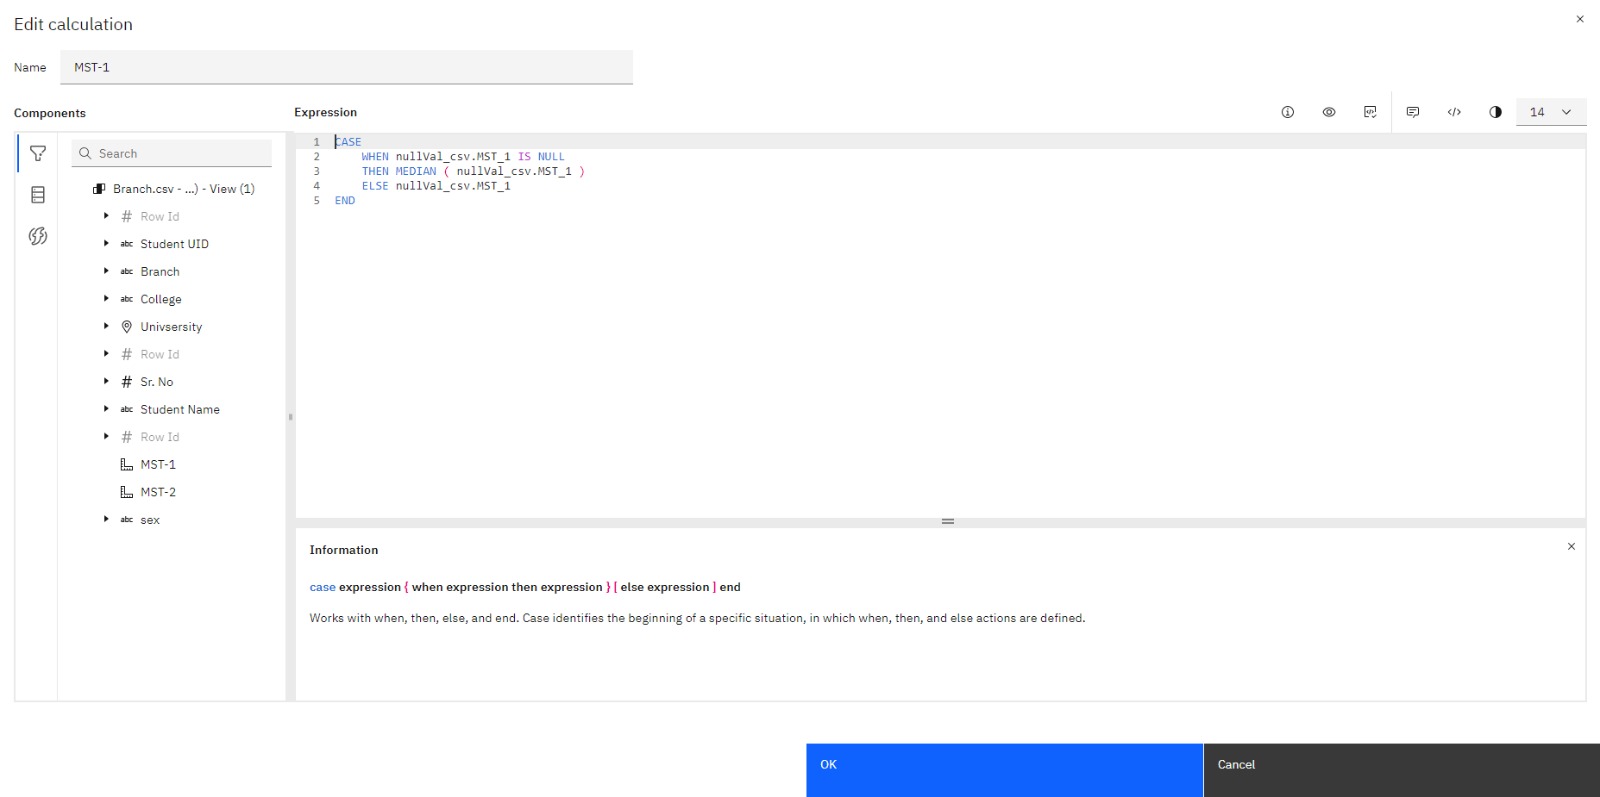 Edit calculation
Name MST-1
Components
Expression
14
Search
Branch.csv - ...) - View (1)
# Row Id
abc Student UID
abc Branch
abc College
Univsersity
# Row Id
# Sr. No
abc Student Name
# Row Id
MST-1
MST-2
abc sex
1 CASE
2 WHEN nullVal_csv.MST_1 IS NULL
3 THEN MEDIAN ( nullVal_csv.MST_1 )
4 ELSE nullVal_csv.MST_1
5 END
Information
case expression { when expression then expression } [ else expression ] end
Works with when, then, else, and end. Case identifies the beginning of a specific situation, in which when, then, and else actions are defined.
OK
Cancel